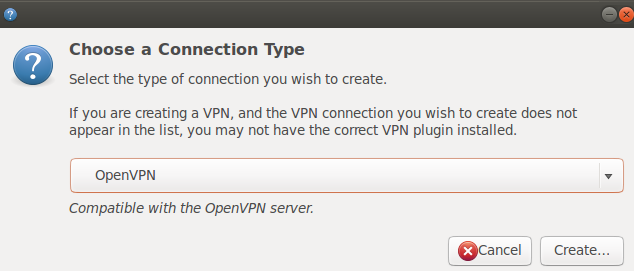 Choose a Connection Type
Select the type of connection you wish to create.
If you are creating a VPN, and the VPN connection you wish to create does not
appear in the list, you may not have the correct VPN plugin installed.
OpenVPN
Compatible with the OpenVPN server.
Cancel
Create...